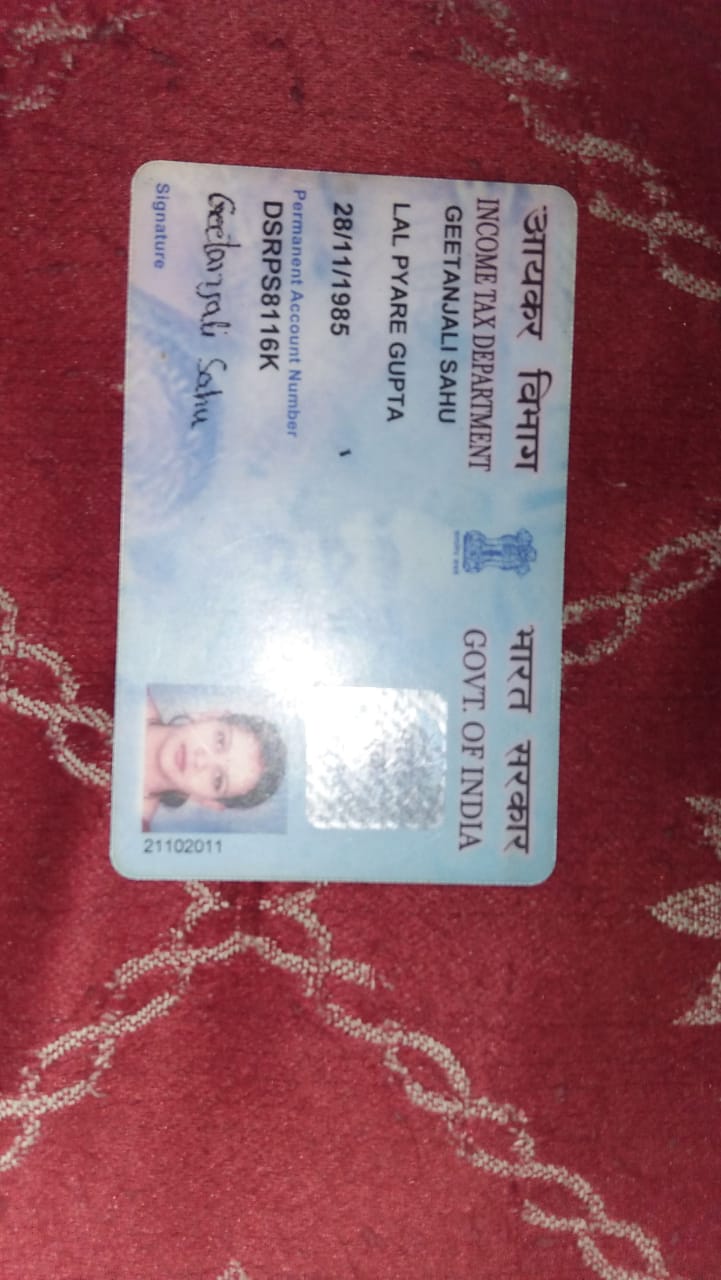 आयकर विभाग
INCOME TAX DEPARTMENT
भारत सरकार
GOVT. OF INDIA
GEETANJALI SAHU
LAL PYARE GUPTA
28/11/1985
Permanent Account Number
DSRPS8116K
Geetanjali Sahu
Signature
21102011